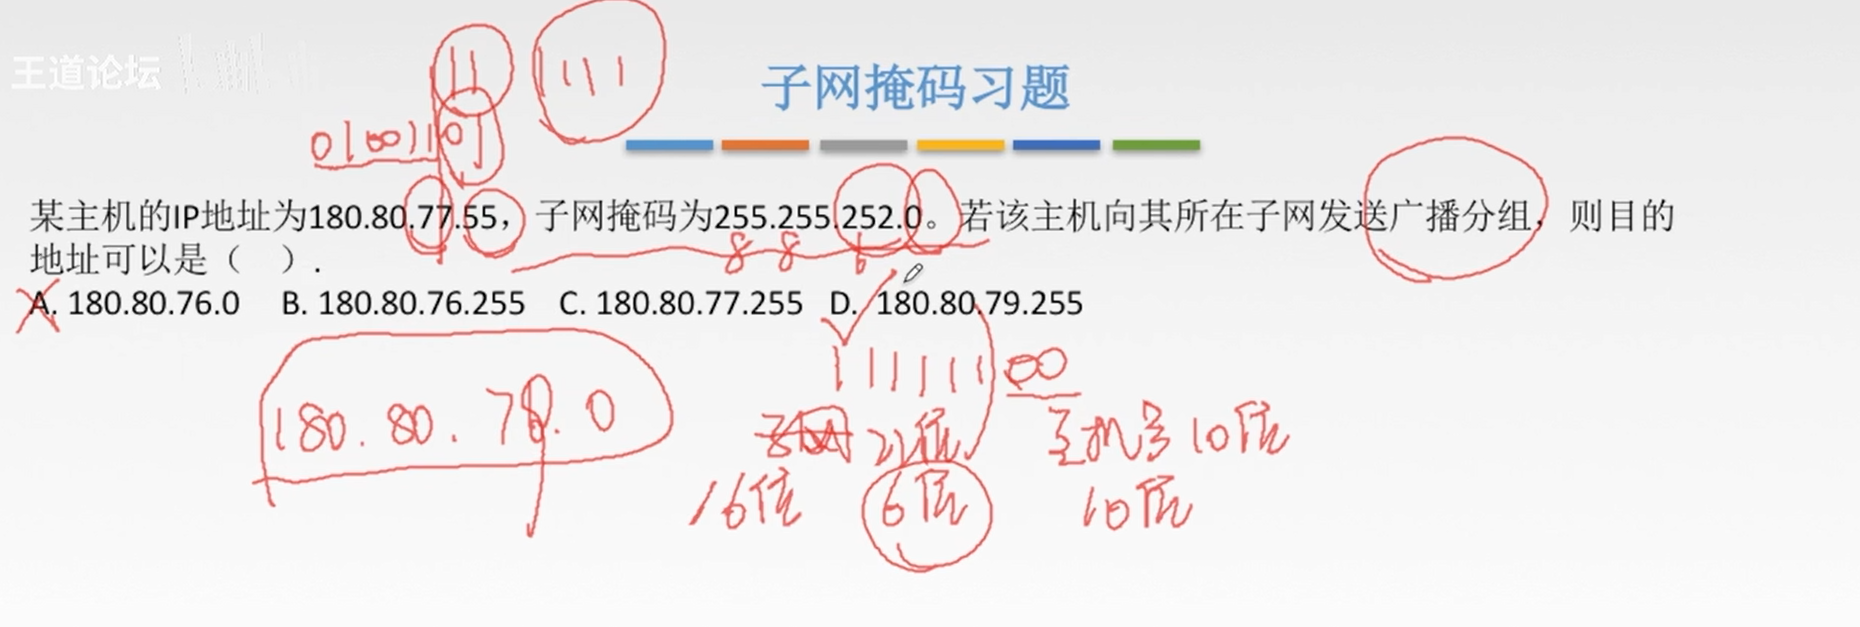 王道论坛
11 111
子网掩码习题
01001101
某主机的IP地址为180.80.77.55，子网掩码为255.255.252.0。若该主机向其所在子网发送广播分组，则目的
8 8 6
地址可以是（ ）.
A. 180.80.76.0 B. 180.80.76.255 C. 180.80.77.255 D. 180.80.79.255
111111 00
180.80.78.0
子网 22位 主机号10位
16位 6位 10位